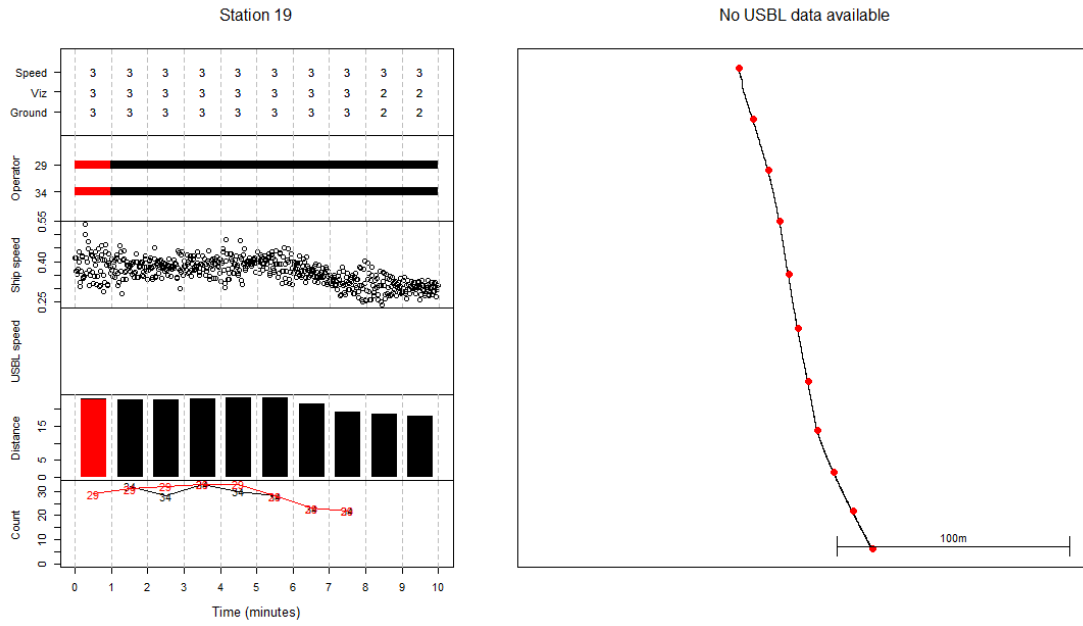 Station 19
No USBL data available
Speed 3 3 3 3 3 3 3 3 3 3
Viz 3 3 3 3 3 3 3 3 2 2
Ground 3 3 3 3 3 3 3 3 2 2
Operator
29
34
Ship speed
0.55
0.40
0.25
USBL speed
Distance
15
5
0
Count
30
20
10
0
29 34 29 29 34 29 34
0 1 2 3 4 5 6 7 8 9 10
Time (minutes)
100m